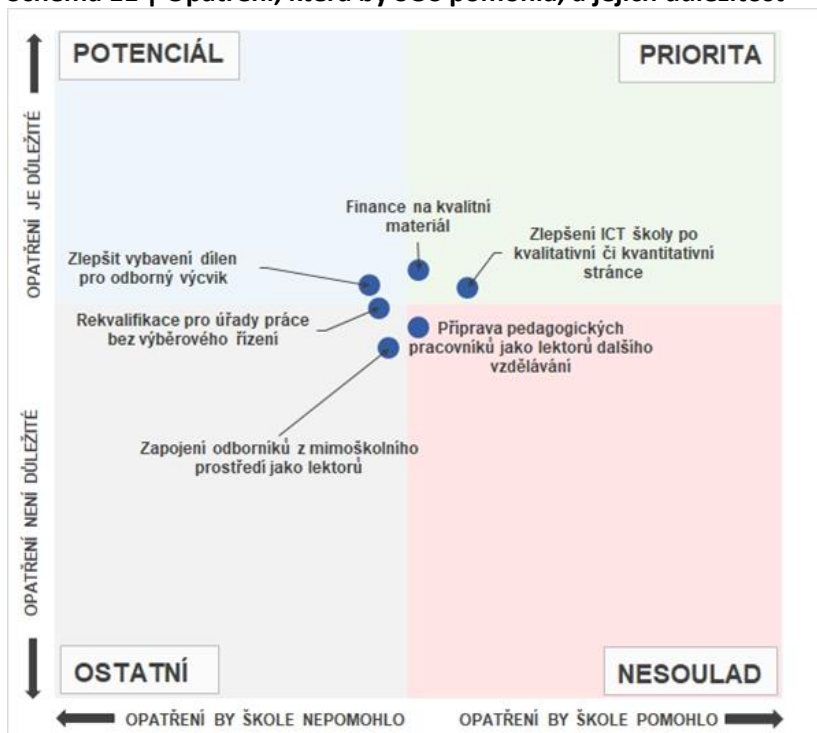 POTENCIÁL
PRIORITA
OPATŘENÍ JE DŮLEŽITÉ
Finance na kvalitní
materiál
Zlepšení ICT školy po
kvalitativní či kvantitativní
stránce
Zlepšit vybavení dílen
pro odborný výcvik
Rekvalifikace pro úřady práce
bez výběrového řízení
Příprava pedagogických
pracovníků jako lektorů dalšího
vzdělávání
Zapojení odborníků z mimoškolního
prostředí jako lektorů
OPATŘENÍ NENÍ DŮLEŽITÉ
OSTATNÍ
NESOULAD
OPATŘENÍ BY ŠKOLE NEPOMOHLO
OPATŘENÍ BY ŠKOLE POMOHLO